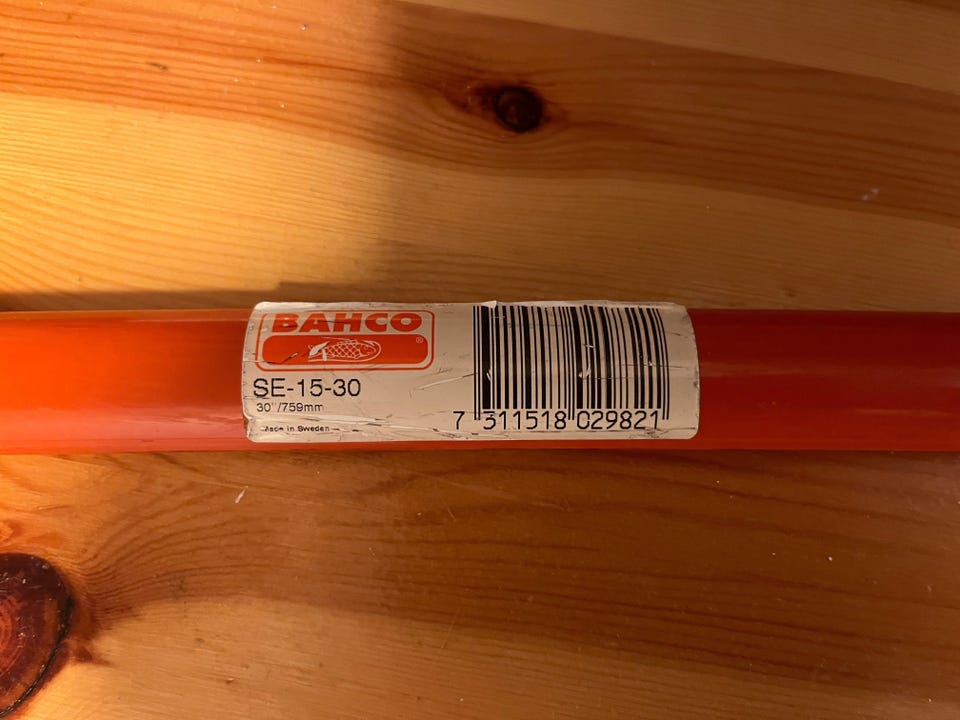 BAHCO
®
SE-15-30
30"/759mm
Made in Sweden
7 311518 029821